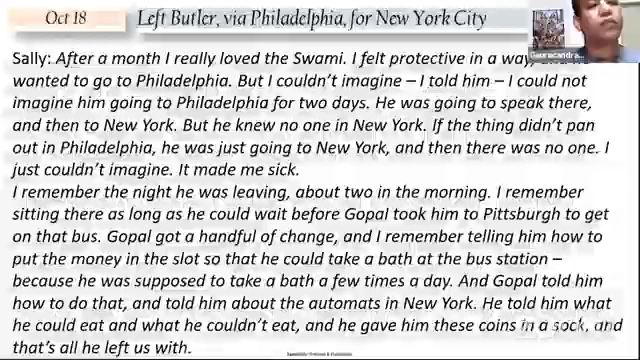 Oct 18
Left Butler, via Philadelphia, for New York City
Gauracandra...
Sally: After a month I really loved the Swami. I felt protective in a way,
wanted to go to Philadelphia. But I couldn't imagine – I told him – I could not
imagine him going to Philadelphia for two days. He was going to speak there,
and then to New York. But he knew no one in New York. If the thing didn't pan
out in Philadelphia, he was just going to New York, and then there was no one. I
just couldn't imagine. It made me sick.
I remember the night he was leaving, about two in the morning. I remember
sitting there as long as he could wait before Gopal took him to Pittsburgh to get
on that bus. Gopal got a handful of change, and I remember telling him how to
put the money in the slot so that he could take a bath at the bus station –
because he was supposed to take a bath a few times a day. And Gopal told him
how to do that, and told him about the automats in New York. He told him what
he could eat and what he couldn't eat, and he gave him these coins in a sock, and
that's all he left us with.